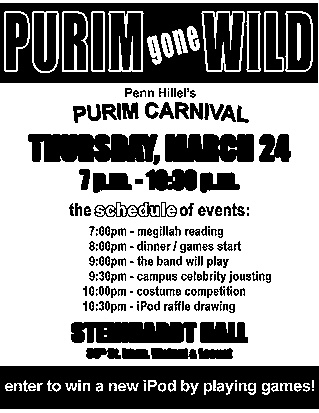 PURIM gone WILD
Penn Hillel's
PURIM CARNIVAL
THURSDAY, MARCH 24
7 p.m. - 10:30 p.m.
the schedule of events:
7:00pm - megillah reading
8:00pm - dinner / games start
9:00pm - the band will play
9:30pm - campus celebrity jousting
10:00pm - costume competition
10:30pm - iPod raffle drawing
STEINHARDT HALL
39th St. btwn. Walnut & Locust
enter to win a new iPod by playing games!